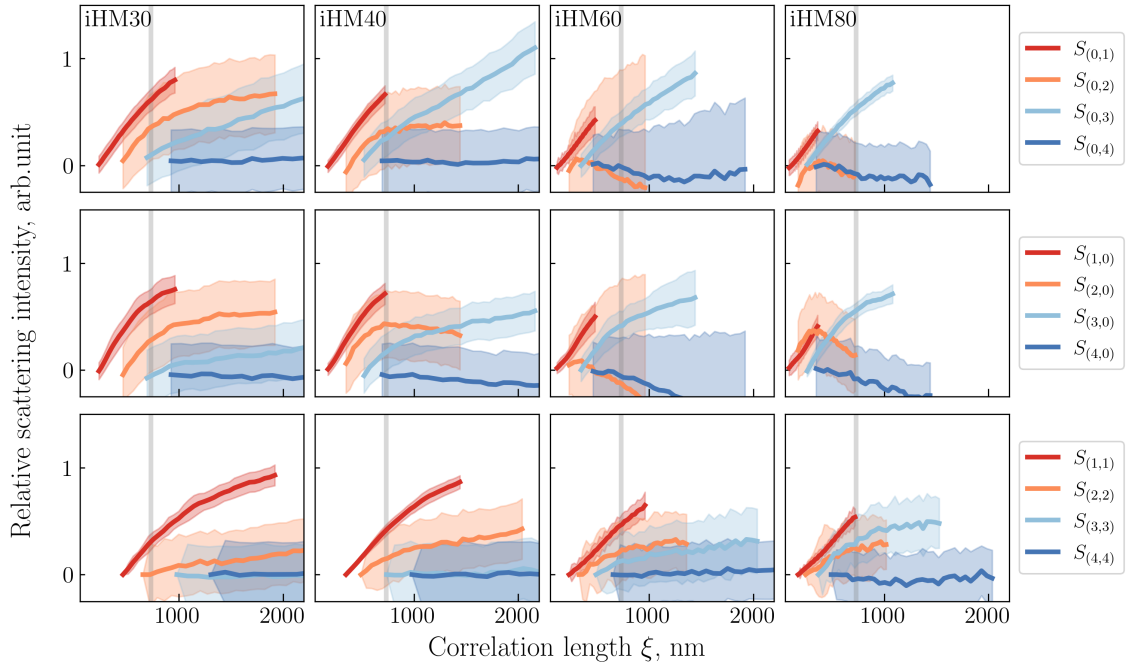 iHM30 iHM40 iHM60 iHM80
1
0
S(0,1)
S(0,2)
S(0,3)
S(0,4)
1
0
S(1,0)
S(2,0)
S(3,0)
S(4,0)
1
0
S(1,1)
S(2,2)
S(3,3)
S(4,4)
1000 2000 1000 2000 1000 2000 1000 2000
Relative scattering intensity, arb.unit
Correlation length ξ, nm